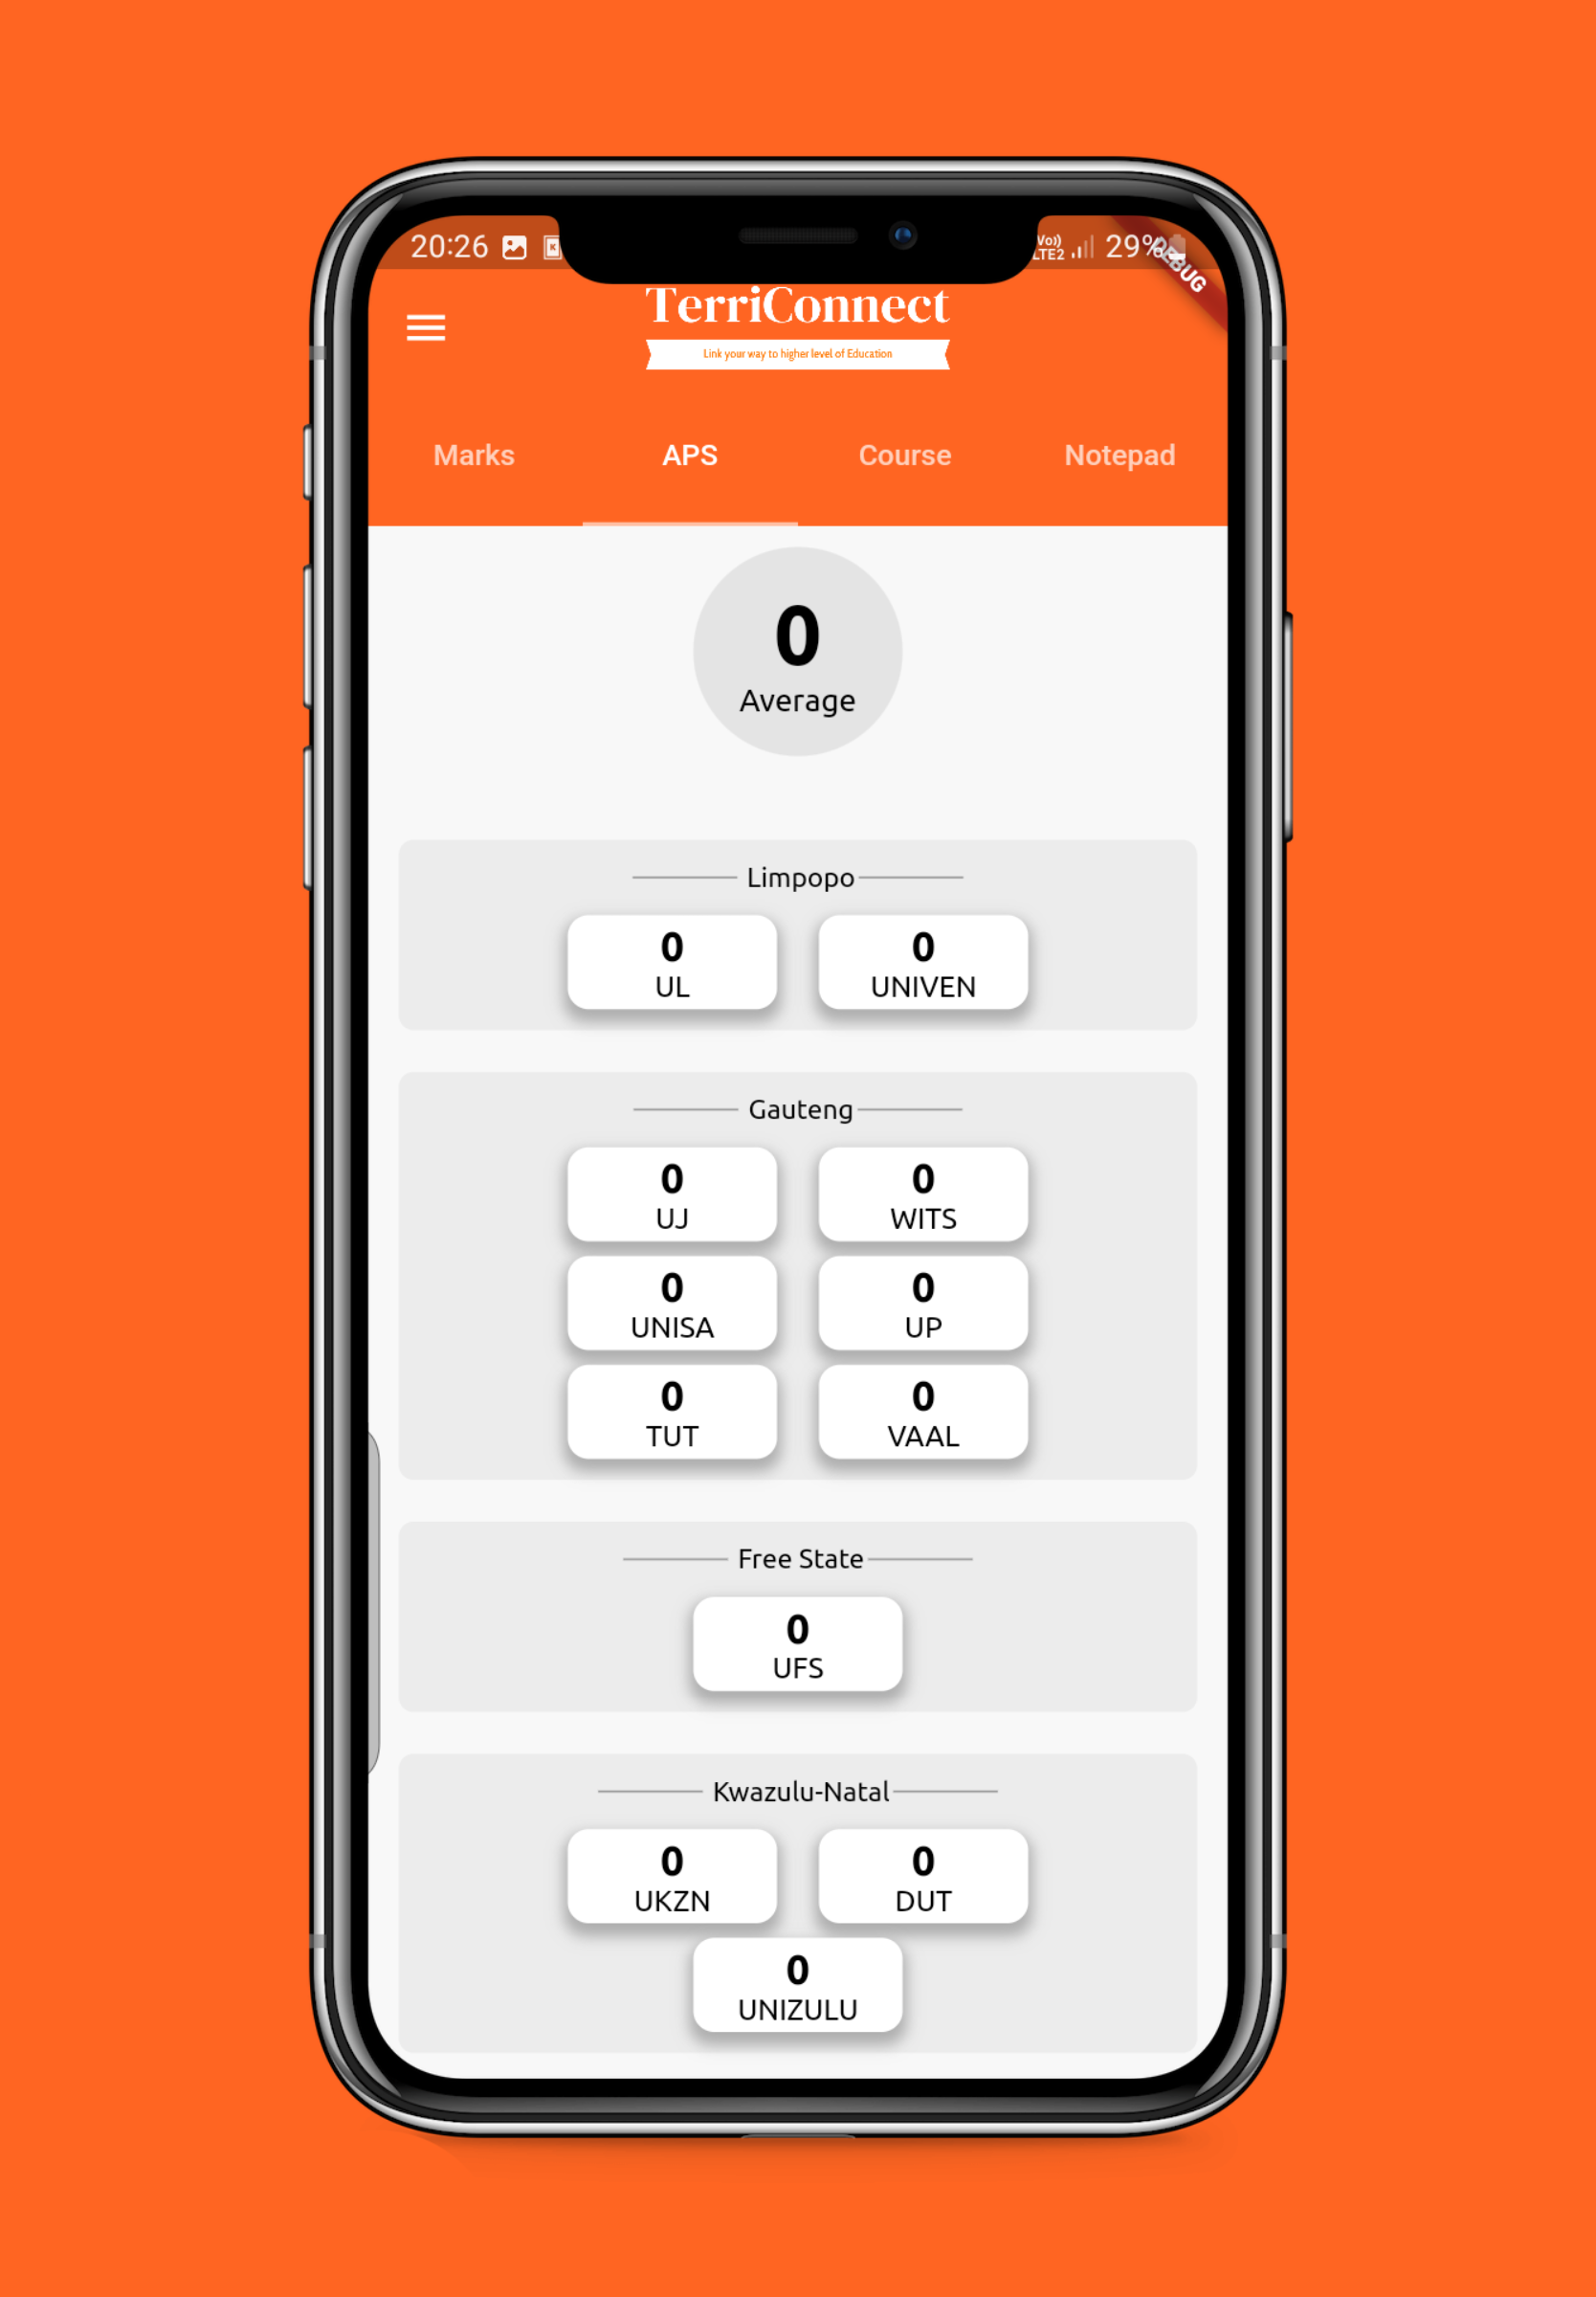 20:26
Vo))
LTE2
29%
DEBUG
TerriConnect
Link your way to higher level of Education
Marks
APS
Course
Notepad
0
Average
Limpopo
0
UL
0
UNIVEN
Gauteng
0
UJ
0
WITS
0
UNISA
0
UP
0
TUT
0
VAAL
Free State
0
UFS
Kwazulu-Natal
0
UKZN
0
DUT
0
UNIZULU